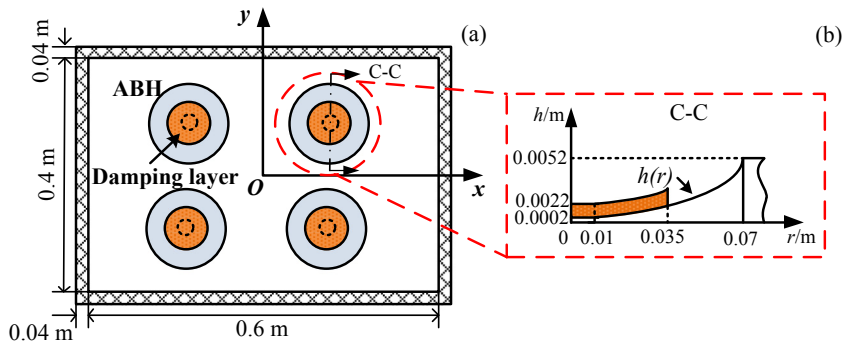 y
(a)
(b)
0.04 m
C-C
ABH
0.4 m
Damping layer
O
x
0.04 m
0.6 m
C-C
h/m
0.0052
h(r)
0.0022
0.0002
0
0.01
0.035
0.07
r/m